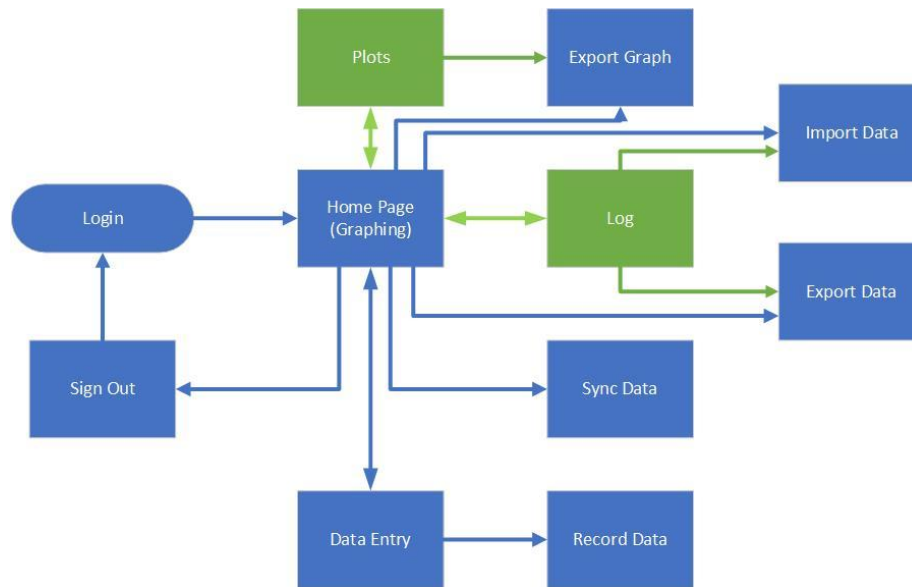 Plots
Export Graph
Import Data
Login
Home Page
(Graphing)
Log
Export Data
Sign Out
Sync Data
Data Entry
Record Data